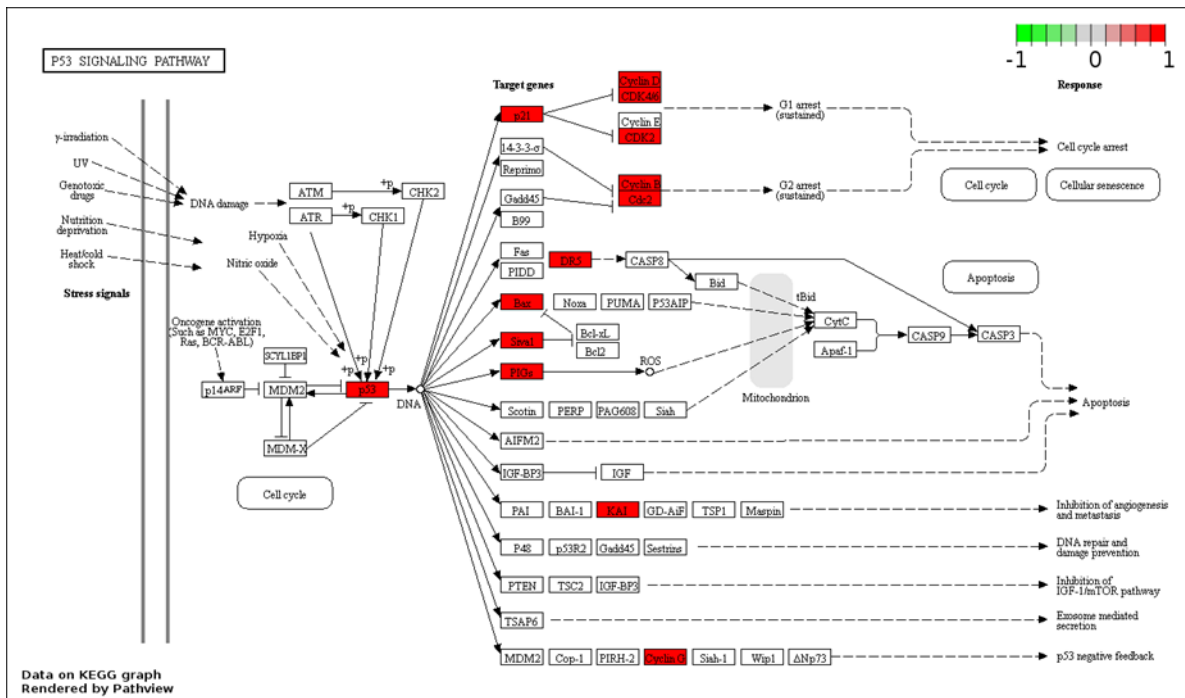 P53 SIGNALING PATHWAY
-1 0 1
Target genes
Response
γ-irradiation
UV
Genotoxic
drugs
Nutrition
deprivation
Heat/cold
shock
Stress signals
DNA damage
ATM
+p
CHK2
ATR
+p
CHK1
Hypoxia
Nitric oxide
Oncogene activation
(Such as MYC, E2F1,
Ras, BCR-ABL)
SCYL1BP1
+p
+p
+p
p14ARF
MDM2
p53
DNA
MDM-X
Cell cycle
p21
Cyclin D
CDK4/6
Cyclin E
CDK2
G1 arrest
(sustained)
14-3-3-σ
Reprimo
Gadd45
B99
Cyclin B
Cdc2
G2 arrest
(sustained)
Cell cycle arrest
Cell cycle
Cellular senescence
Fas
PIDD
DR5
CASP8
Bid
tBid
Apoptosis
Bax
Noxa
PUMA
P53AIP
CytC
CASP9
CASP3
Apaf-1
Siva1
Bcl-xL
Bcl2
PIGs
ROS
Mitochondrion
Scotin
PERP
PAG608
Siah
Apoptosis
AIFM2
IGF-BP3
IGF
PAI
BAI-1
KAI
GD-AiF
TSP1
Maspin
Inhibition of angiogenesis
and metastasis
P48
p53R2
Gadd45
Sestrins
DNA repair and
damage prevention
PTEN
TSC2
IGF-BP3
Inhibition of
IGF-1/mTOR pathway
TSAP6
Exosome mediated
secretion
MDM2
Cop-1
PIRH-2
Cyclin G
Siah-1
Wip1
ΔNp73
p53 negative feedback
Data on KEGG graph
Rendered by Pathview